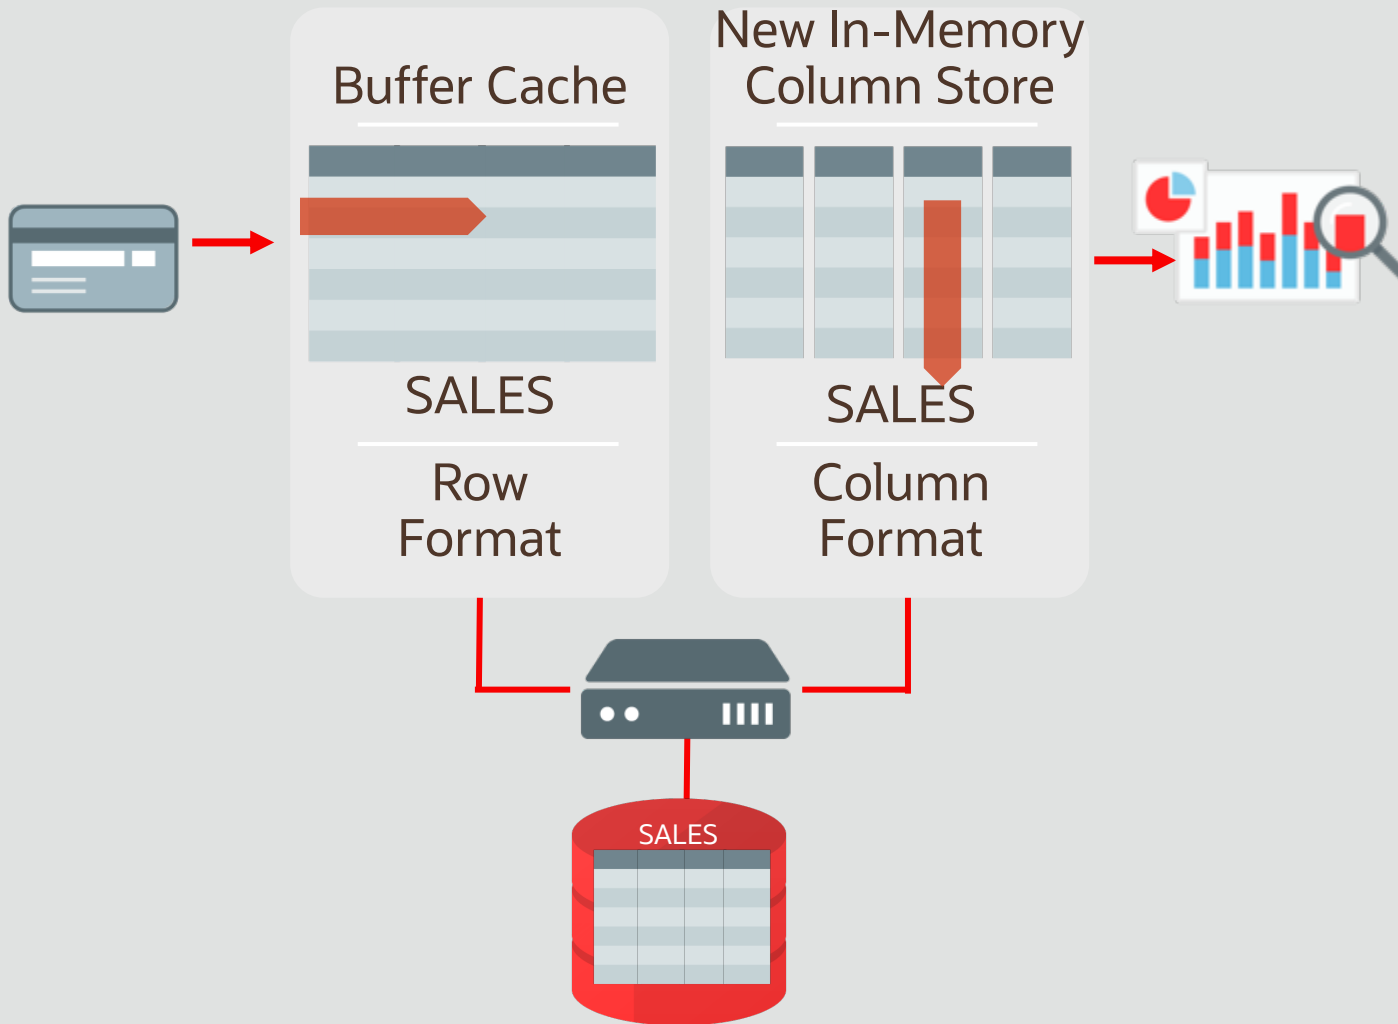 Buffer Cache
SALES
Row
Format
New In-Memory
Column Store
SALES
Column
Format
SALES